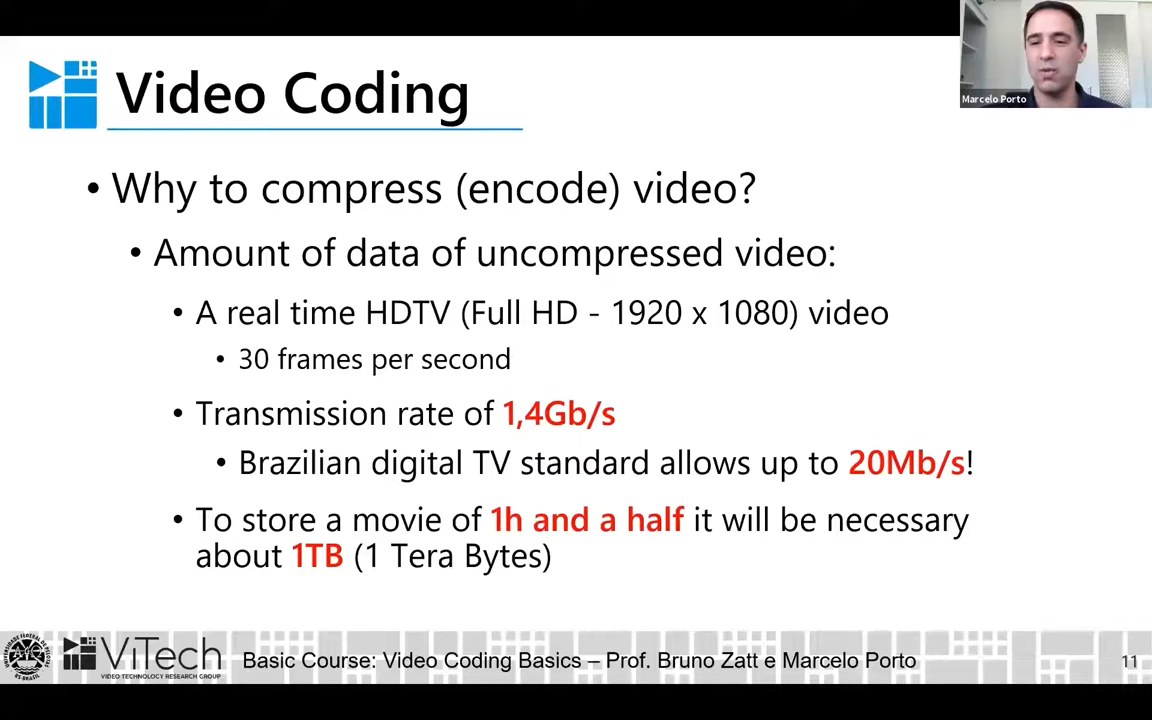 Marcelo Porto
Video Coding
• Why to compress (encode) video?
• Amount of data of uncompressed video:
• A real time HDTV (Full HD - 1920 x 1080) video
• 30 frames per second
• Transmission rate of 1,4Gb/s
• Brazilian digital TV standard allows up to 20Mb/s!
• To store a movie of 1h and a half it will be necessary
about 1TB (1 Tera Bytes)
ViTech
VIDEO TECHNOLOGY RESEARCH GROUP
Basic Course: Video Coding Basics – Prof. Bruno Zatt e Marcelo Porto
11